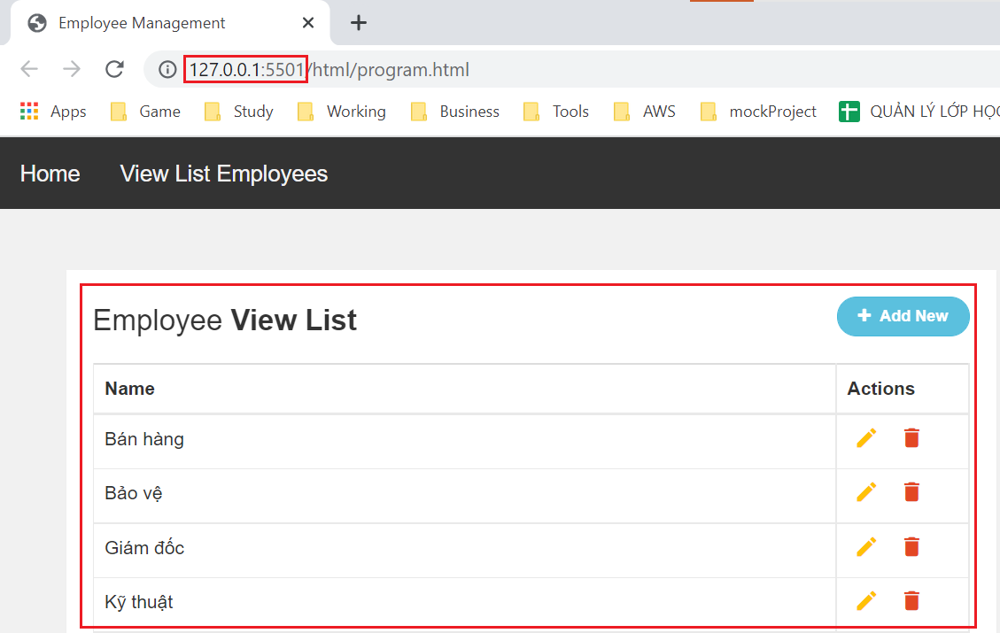 Employee Management
127.0.0.1:5501/html/program.html
Apps Game Study Working Business Tools AWS mockProject QUẢN LÝ LỚP HỌC
Home View List Employees
Employee View List Add New
Name Actions
Bán hàng
Bảo vệ
Giám đốc
Kỹ thuật